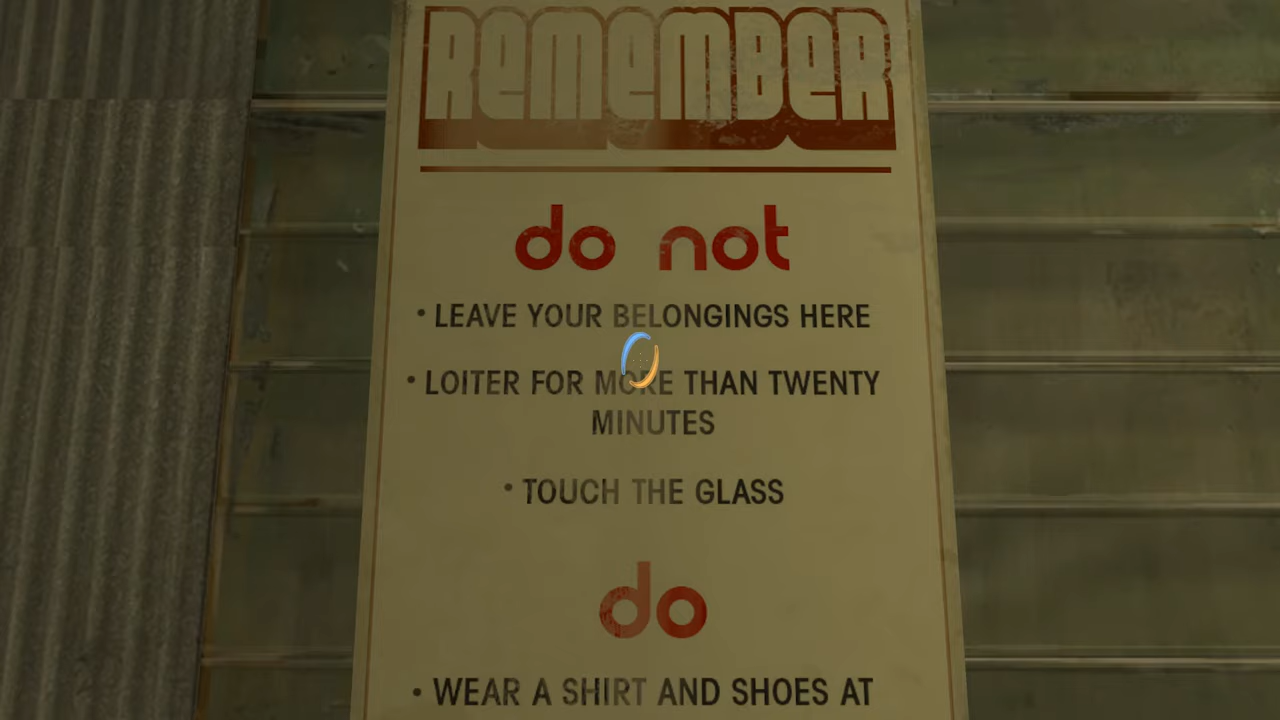 REMEMBER
do not
• LEAVE YOUR BELONGINGS HERE
• LOITER FOR MORE THAN TWENTY
MINUTES
• TOUCH THE GLASS
do
• WEAR A SHIRT AND SHOES AT